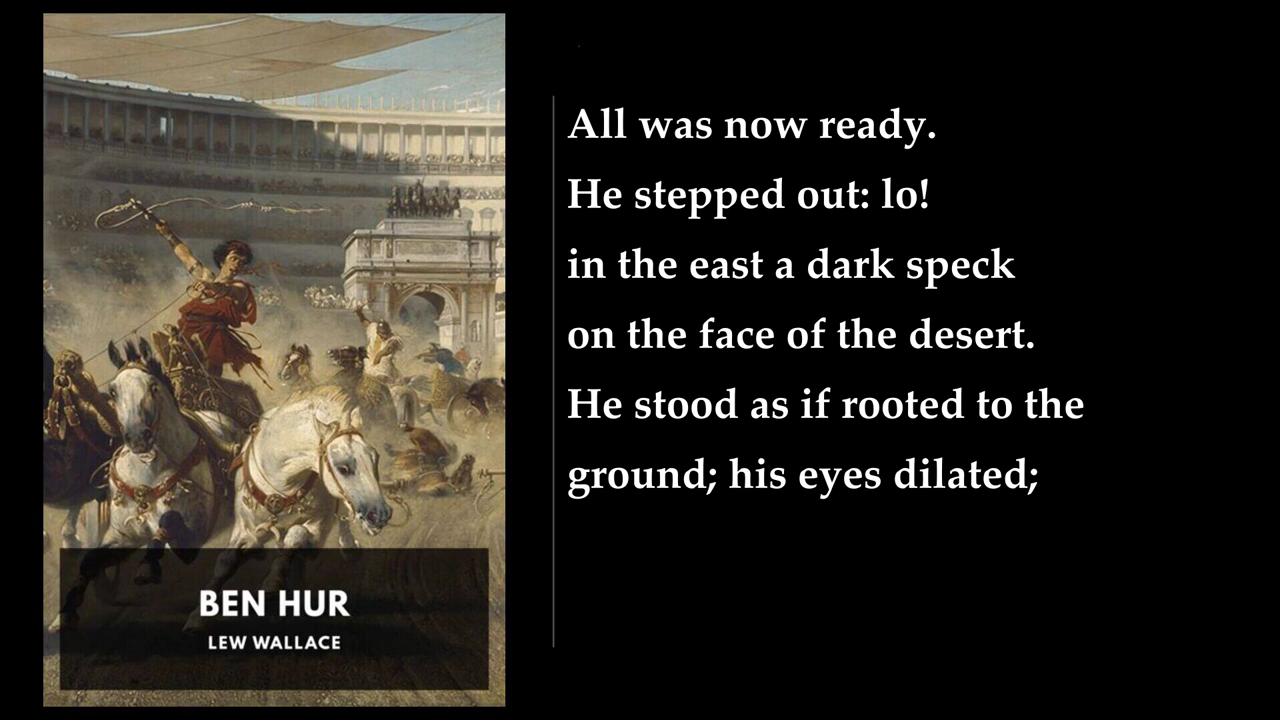 BEN HUR
LEW WALLACE
All was now ready.
He stepped out: lo!
in the east a dark speck
on the face of the desert.
He stood as if rooted to the
ground; his eyes dilated;